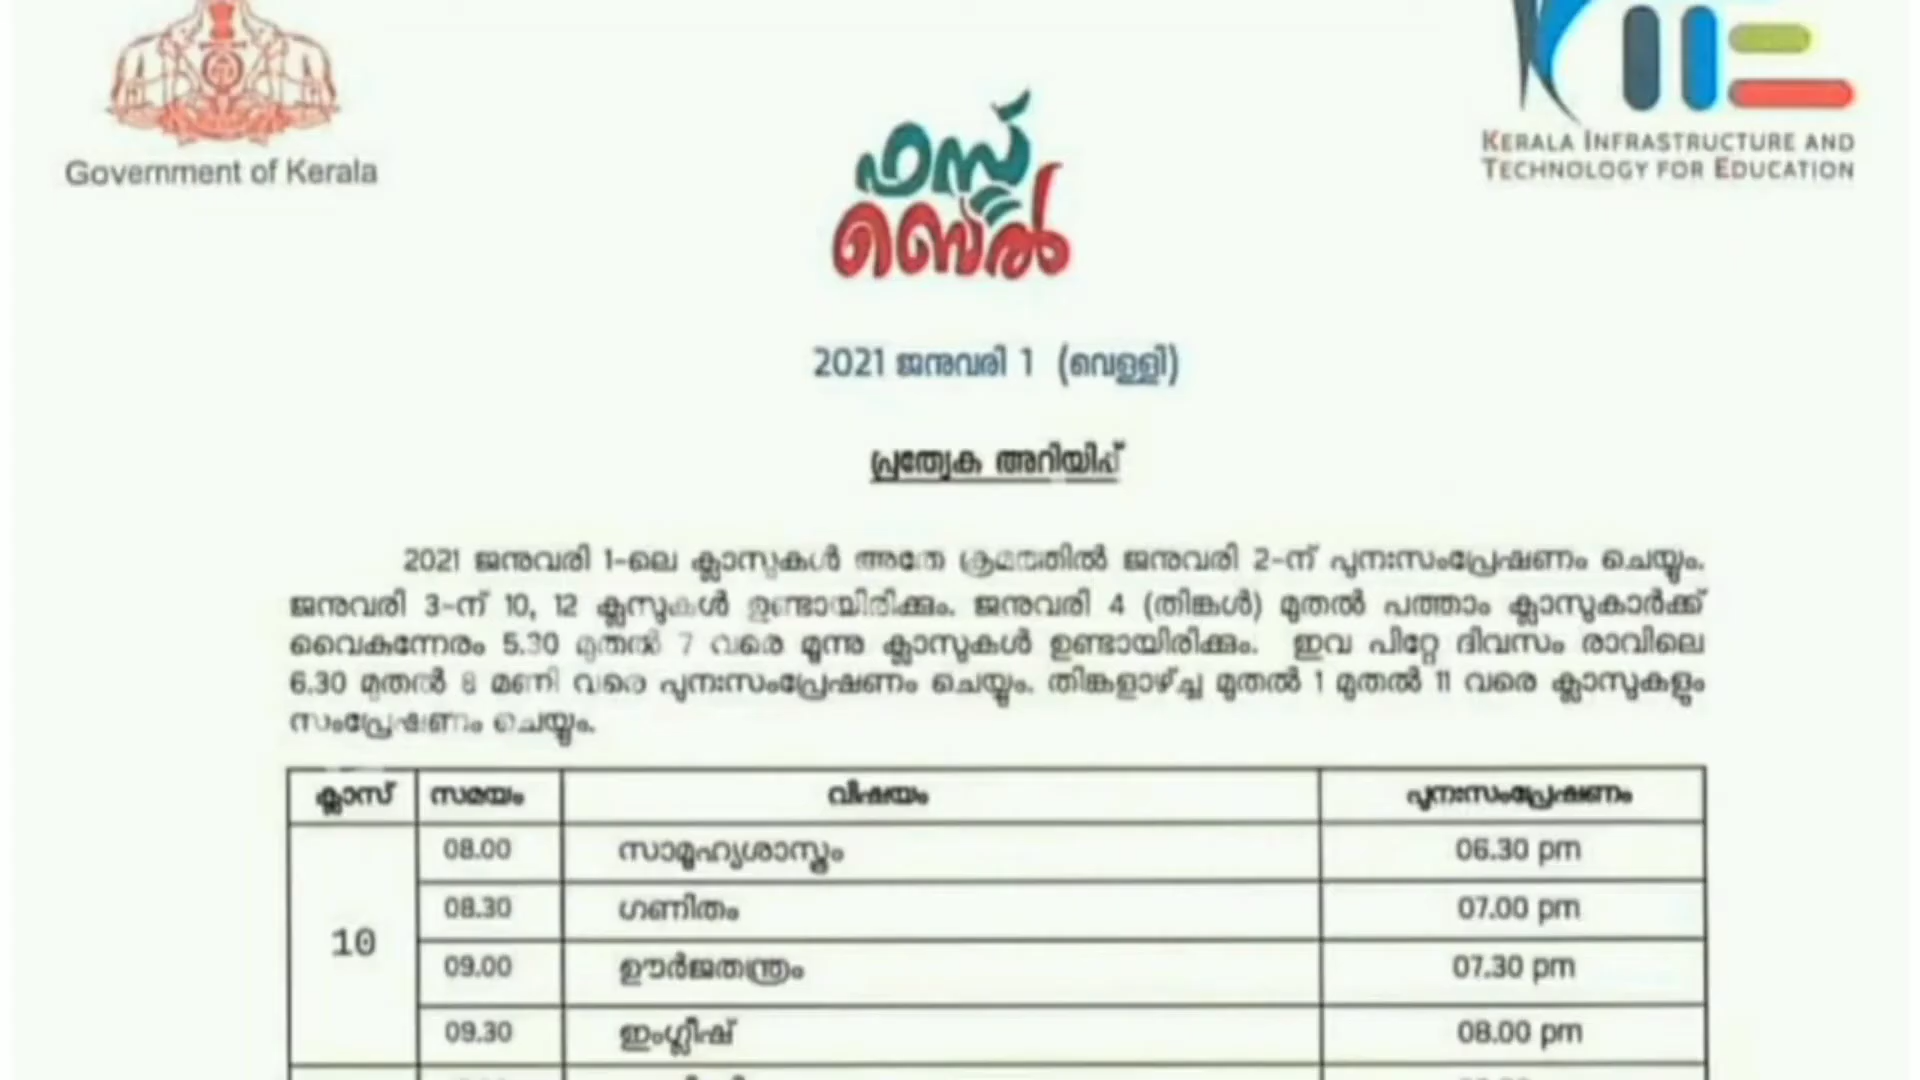 Government of Kerala
KERALA INFRASTRUCTURE AND
TECHNOLOGY FOR EDUCATION
ഫസ്റ്റ്
ബെൽ
2021 ജനുവരി 1 (വെള്ളി)
പ്രത്യേക അറിയിപ്പ്
2021 ജനുവരി 1-ലെ ക്ലാസുകൾ അതേ ക്രമത്തിൽ ജനുവരി 2-ന് പുനഃസംപ്രേഷണം ചെയ്യും.
ജനുവരി 3-ന് 10, 12 ക്ലസുകൾ ഉണ്ടായിരിക്കും. ജനുവരി 4 (തിങ്കൾ) മുതൽ പത്താം ക്ലാസുകാർക്ക്
വൈകുന്നേരം 5.30 മുതൽ 7 വരെ മൂന്നു ക്ലാസുകൾ ഉണ്ടായിരിക്കും. ഇവ പിറ്റേ ദിവസം രാവിലെ
6.30 മുതൽ 8 മണി വരെ പുനഃസംപ്രേഷണം ചെയ്യും. തിങ്കളാഴ്ച്ച മുതൽ 1 മുതൽ 11 വരെ ക്ലാസുകളും
സംപ്രേഷണം ചെയ്യും.
ക്ലാസ് സമയം വിഷയം പുനഃസംപ്രേഷണം
08.00 സാമൂഹ്യശാസ്ത്രം 06.30 pm
08.30 ഗണിതം 07.00 pm
10
09.00 ഊർജതന്ത്രം 07.30 pm
09.30 ഇംഗ്ലീഷ് 08.00 pm